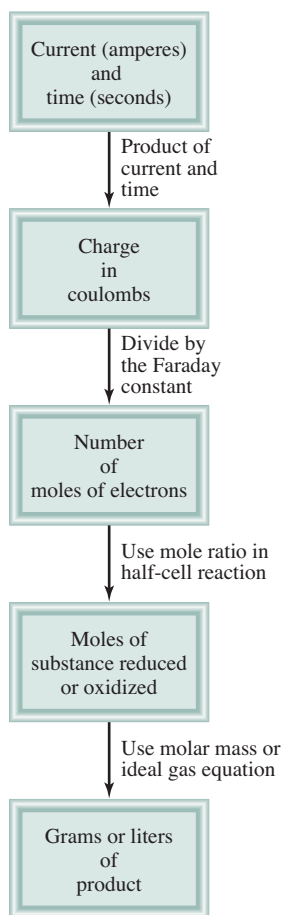 Current (amperes)
and
time (seconds)
Product of
current and
time
Charge
in
coulombs
Divide by
the Faraday
constant
Number
of
moles of electrons
Use mole ratio in
half-cell reaction
Moles of
substance reduced
or oxidized
Use molar mass or
ideal gas equation
Grams or liters
of
product